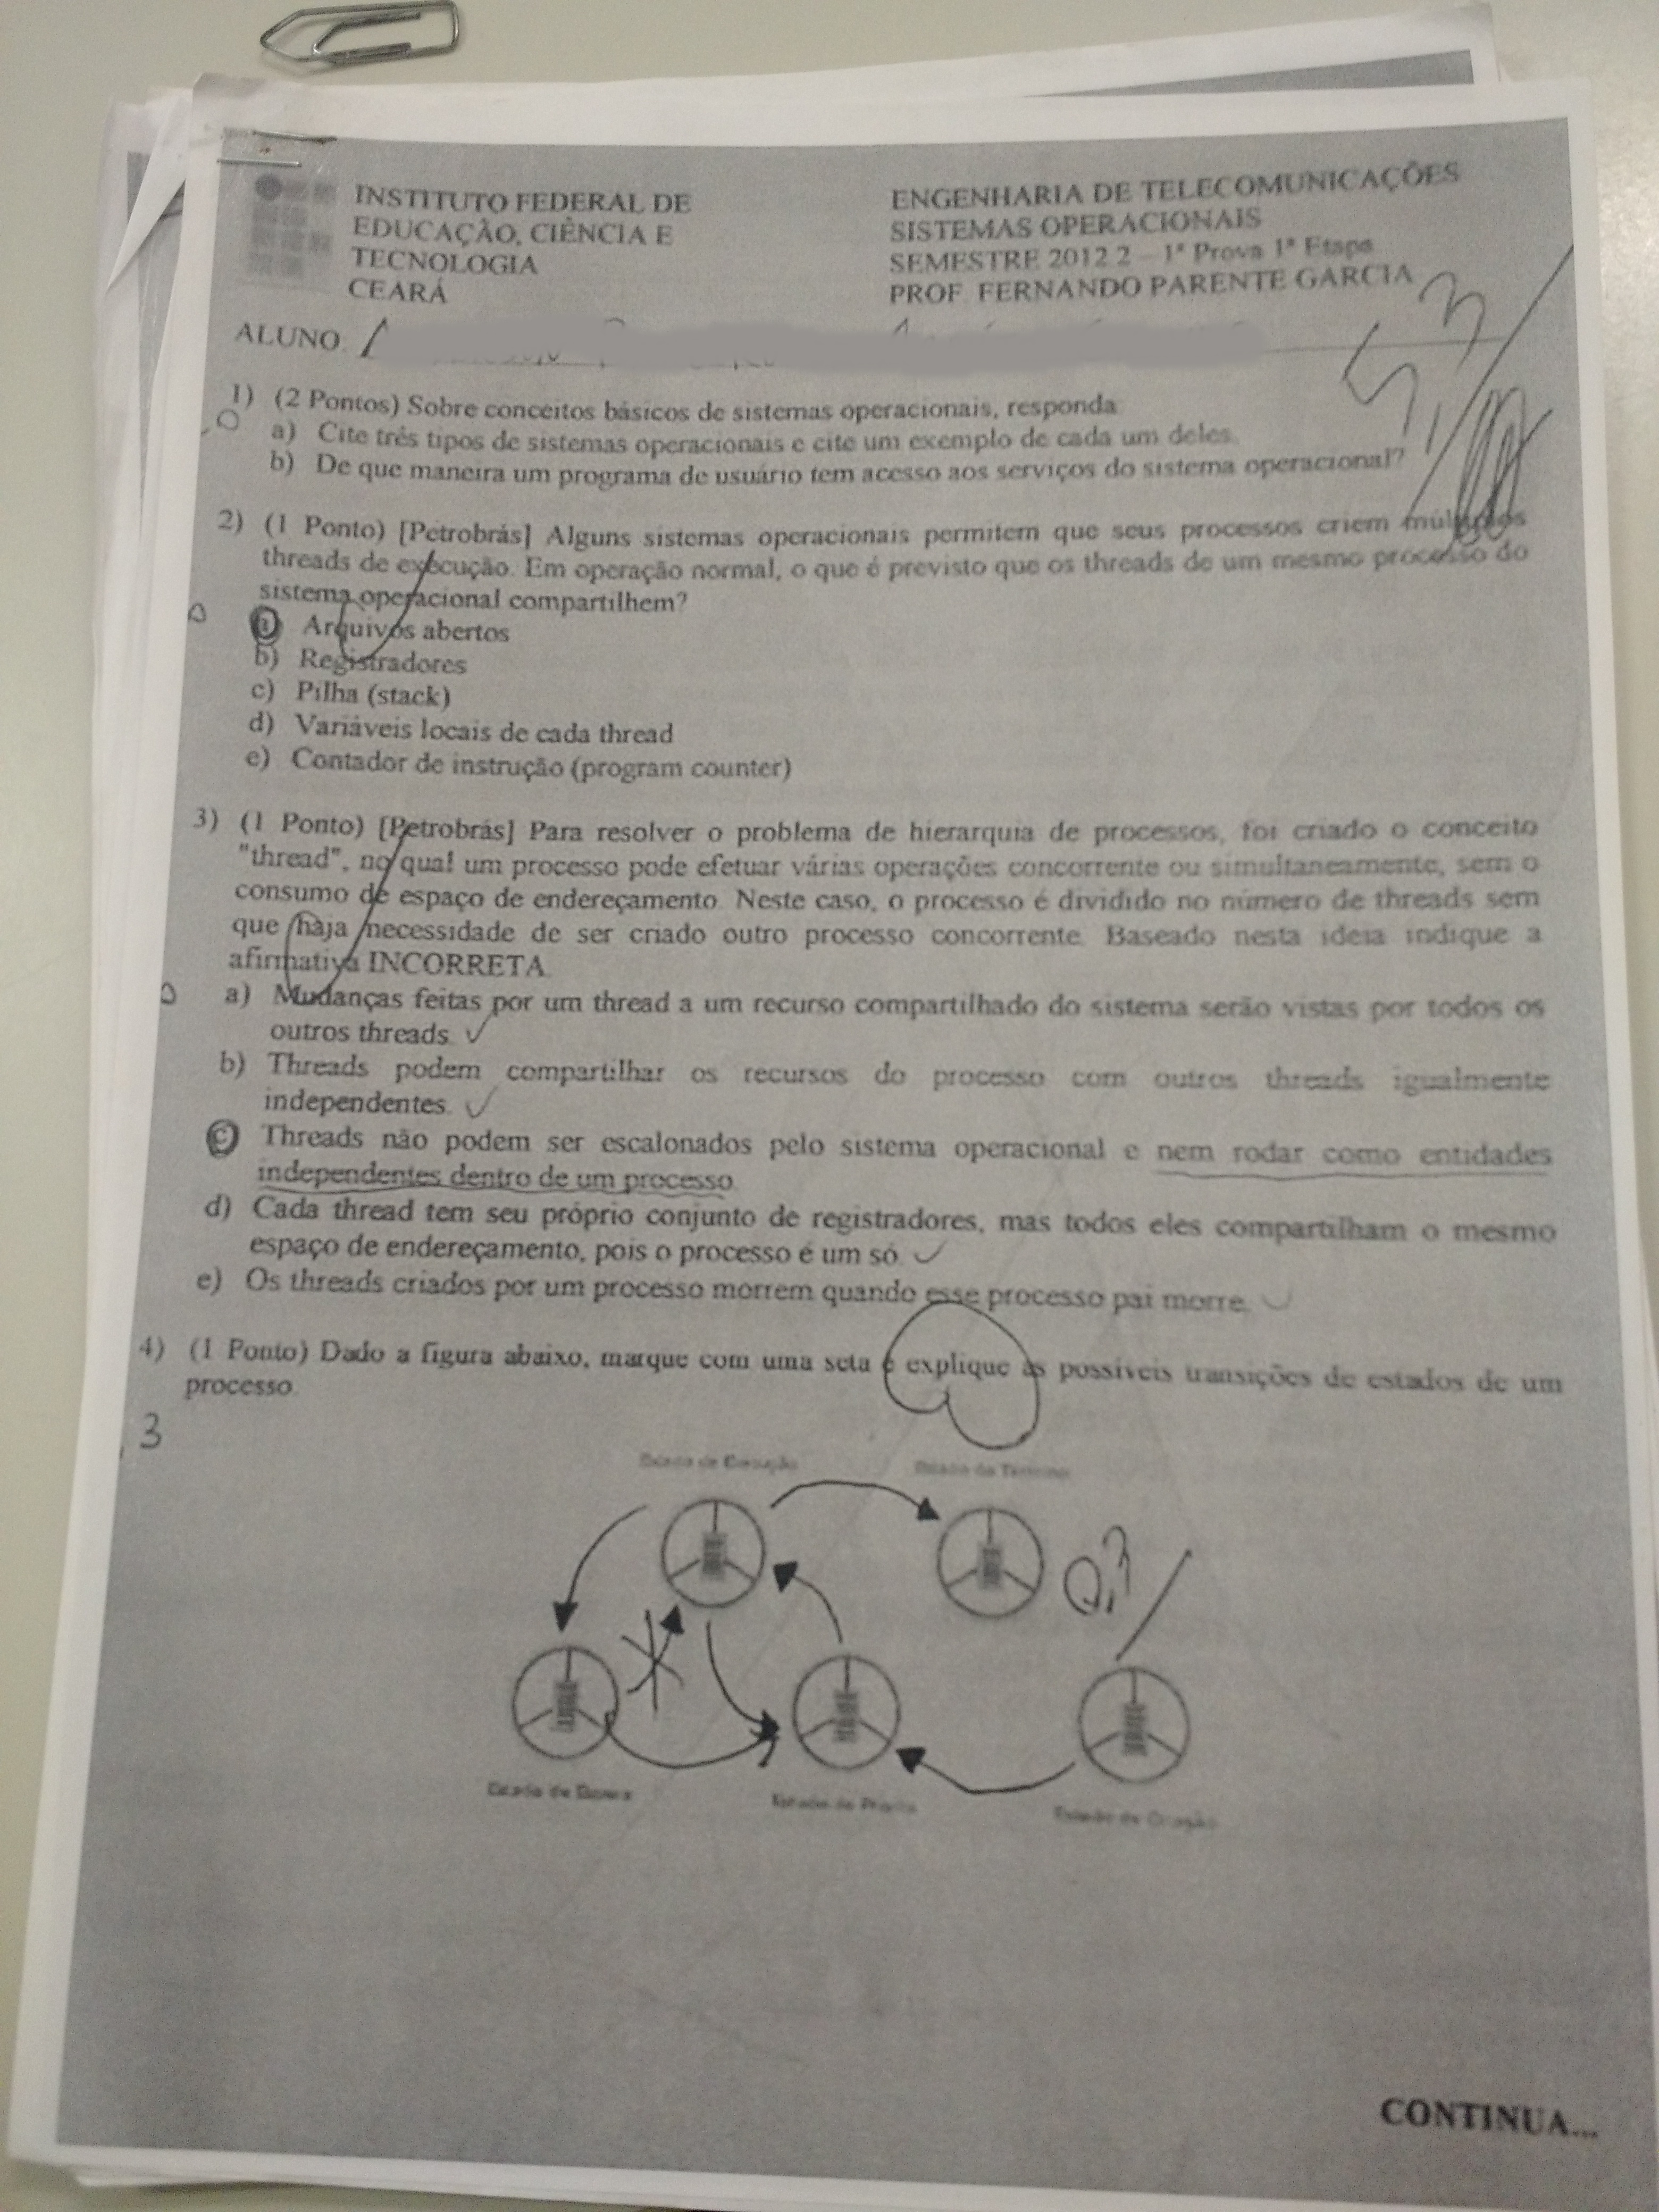 INSTITUTO FEDERAL DE
EDUCAÇÃO, CIÊNCIA E
TECNOLOGIA
CEARÁ
ENGENHARIA DE TELECOMUNICAÇÕES
SISTEMAS OPERACIONAIS
SEMESTRE 2012.2 – 1ª Prova 1ª Etapa
PROF. FERNANDO PARENTE GARCIA
ALUNO:
5,3
1) (2 Pontos) Sobre conceitos básicos de sistemas operacionais, responda:
a) Cite três tipos de sistemas operacionais e cite um exemplo de cada um deles.
b) De que maneira um programa de usuário tem acesso aos serviços do sistema operacional?
2) (1 Ponto) [Petrobrás] Alguns sistemas operacionais permitem que seus processos criem múltiplos
threads de execução. Em operação normal, o que é previsto que os threads de um mesmo processo do
sistema operacional compartilhem?
a) Arquivos abertos
b) Registradores
c) Pilha (stack)
d) Variáveis locais de cada thread
e) Contador de instrução (program counter)
3) (1 Ponto) [Petrobrás] Para resolver o problema de hierarquia de processos, foi criado o conceito
"thread", no qual um processo pode efetuar várias operações concorrente ou simultaneamente, sem o
consumo de espaço de endereçamento. Neste caso, o processo é dividido no número de threads sem
que haja necessidade de ser criado outro processo concorrente. Baseado nesta ideia indique a
afirmativa INCORRETA.
a) Mudanças feitas por um thread a um recurso compartilhado do sistema serão vistas por todos os
outros threads.
b) Threads podem compartilhar os recursos do processo com outros threads igualmente
independentes.
c) Threads não podem ser escalonados pelo sistema operacional e nem rodar como entidades
independentes dentro de um processo.
d) Cada thread tem seu próprio conjunto de registradores, mas todos eles compartilham o mesmo
espaço de endereçamento, pois o processo é um só.
e) Os threads criados por um processo morrem quando esse processo pai morre.
4) (1 Ponto) Dado a figura abaixo, marque com uma seta e explique as possíveis transições de estados de um
processo.
,3
Estado de Execução
Estado de Término
0,3
Estado de Espera
Estado de Pronto
Estado de Criação
CONTINUA...